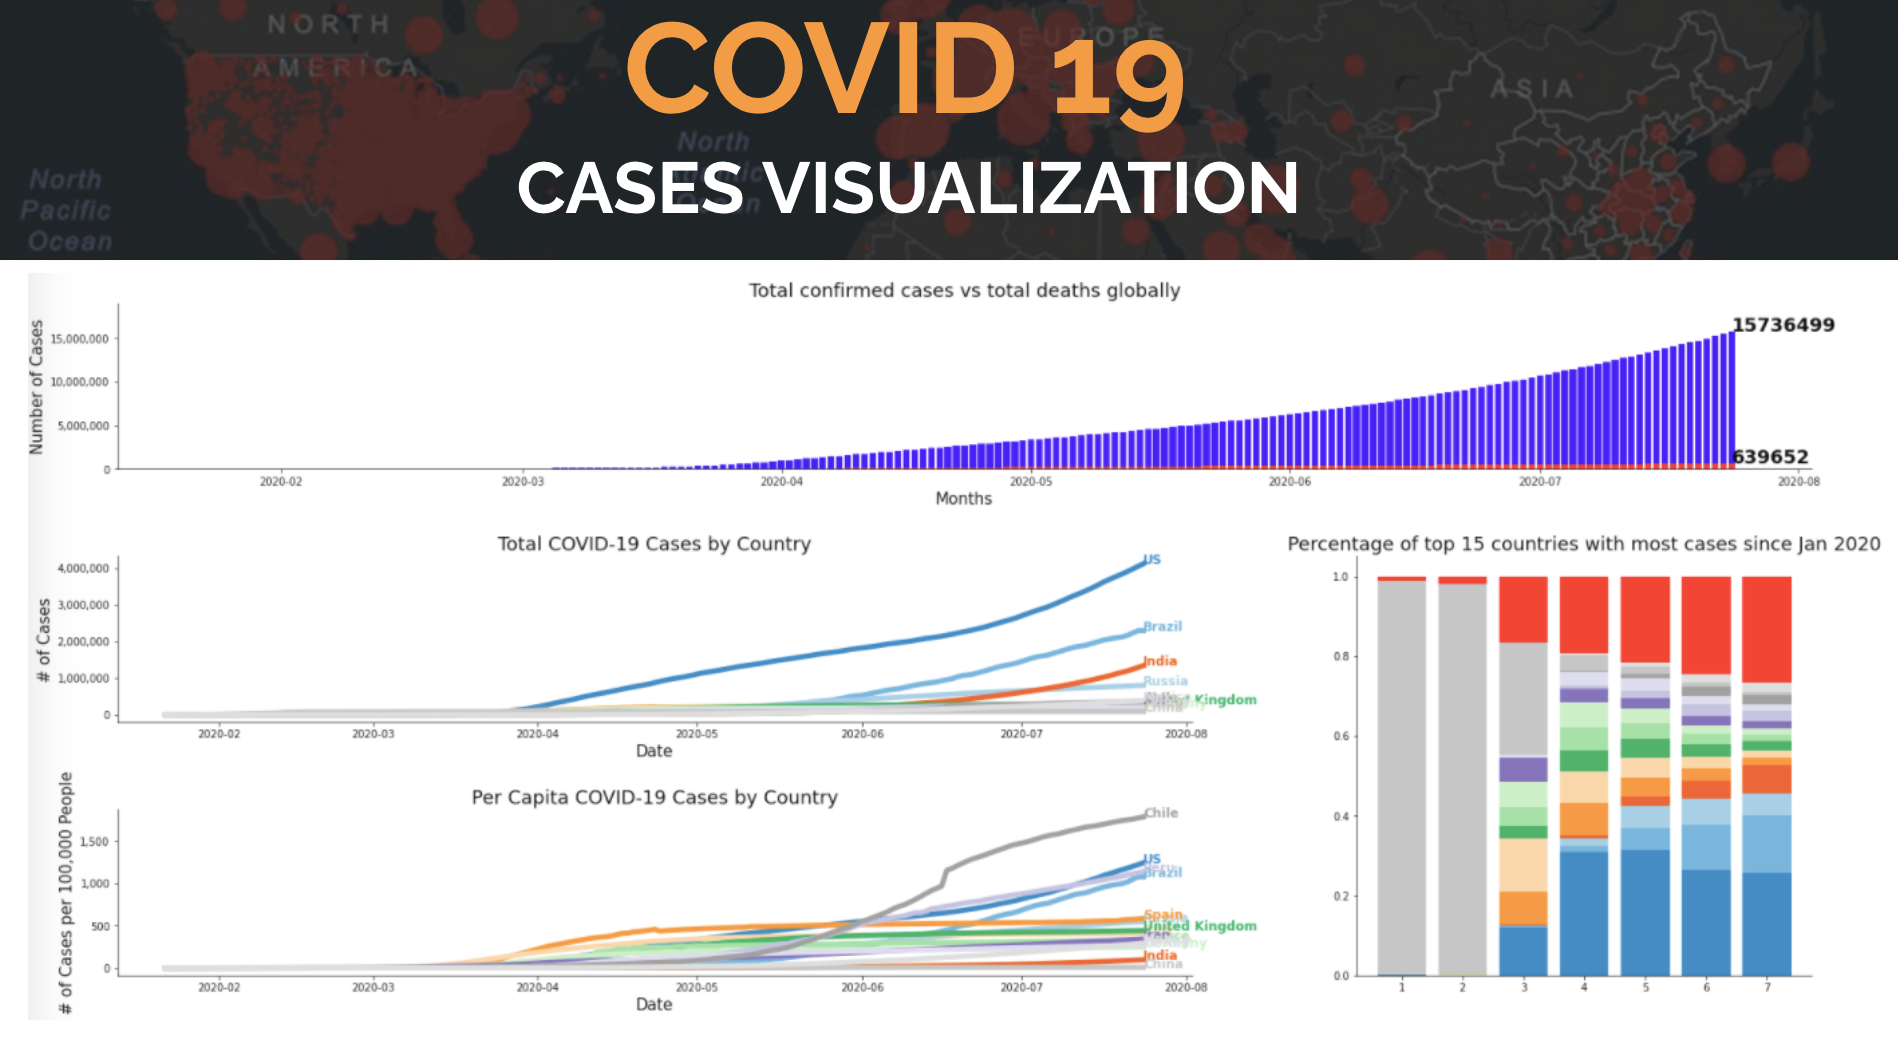 NORTH
AMERICA
EUROPE
ASIA
North
Pacific
Ocean
North
Ocean
COVID 19
CASES VISUALIZATION
Total confirmed cases vs total deaths globally
Number of Cases
15,000,000
10,000,000
5,000,000
0
15736499
639652
2020-02 2020-03 2020-04 2020-05 2020-06 2020-07 2020-08
Months
Total COVID-19 Cases by Country
# of Cases
4,000,000
3,000,000
2,000,000
1,000,000
0
US
Brazil
India
Russia
Kingdom
China
2020-02 2020-03 2020-04 2020-05 2020-06 2020-07 2020-08
Date
Per Capita COVID-19 Cases by Country
# of Cases per 100,000 People
1,500
1,000
500
0
Chile
US
Peru
Brazil
Spain
United Kingdom
Iran
India
China
2020-02 2020-03 2020-04 2020-05 2020-06 2020-07 2020-08
Date
Percentage of top 15 countries with most cases since Jan 2020
1.0
0.8
0.6
0.4
0.2
0.0
1 2 3 4 5 6 7